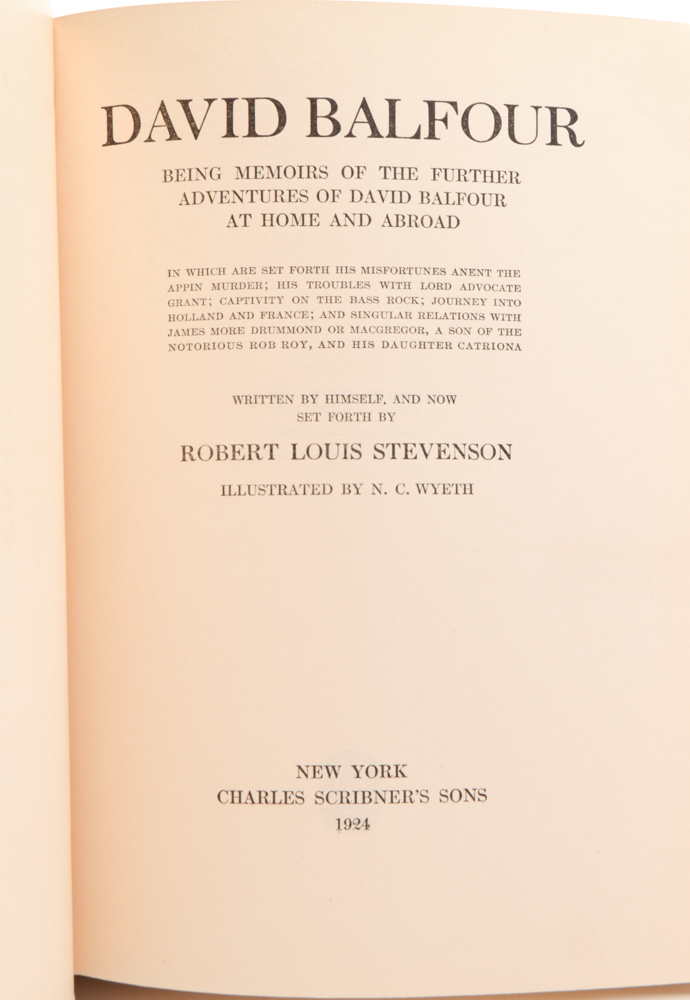 DAVID BALFOUR
BEING MEMOIRS OF THE FURTHER
ADVENTURES OF DAVID BALFOUR
AT HOME AND ABROAD
IN WHICH ARE SET FORTH HIS MISFORTUNES ANENT THE
APPIN MURDER; HIS TROUBLES WITH LORD ADVOCATE
GRANT; CAPTIVITY ON THE BASS ROCK; JOURNEY INTO
HOLLAND AND FRANCE; AND SINGULAR RELATIONS WITH
JAMES MORE DRUMMOND OR MACGREGOR, A SON OF THE
NOTORIOUS ROB ROY, AND HIS DAUGHTER CATRIONA
WRITTEN BY HIMSELF, AND NOW
SET FORTH BY
ROBERT LOUIS STEVENSON
ILLUSTRATED BY N. C. WYETH
NEW YORK
CHARLES SCRIBNER'S SONS
1924